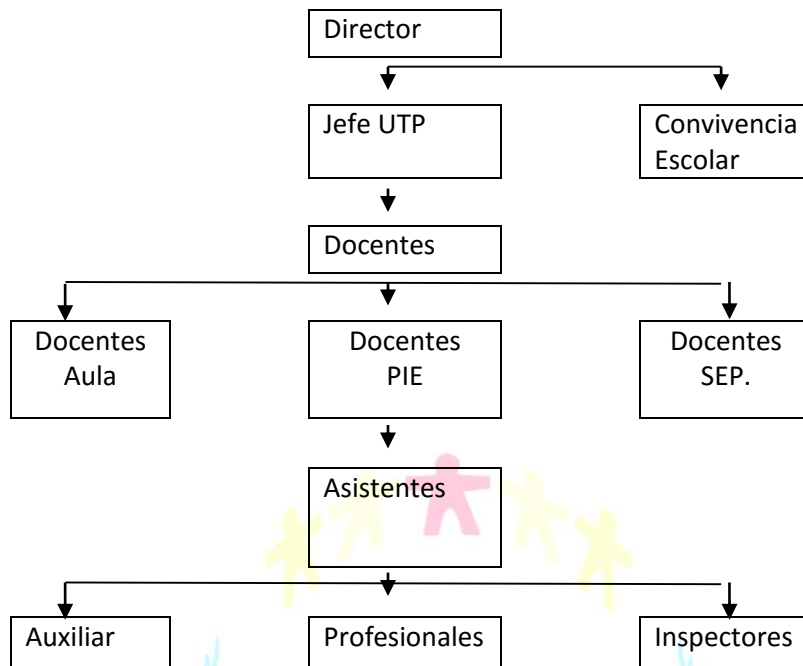 Director
Jefe UTP
Convivencia
Escolar
Docentes
Docentes
Aula
Docentes
PIE
Docentes
SEP.
Asistentes
Auxiliar
Profesionales
Inspectores